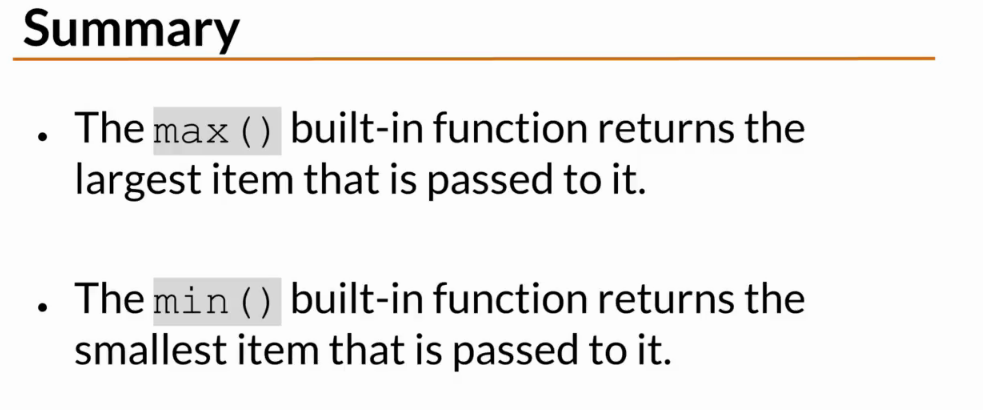 Summary
• The max() built-in function returns the
largest item that is passed to it.
• The min() built-in function returns the
smallest item that is passed to it.